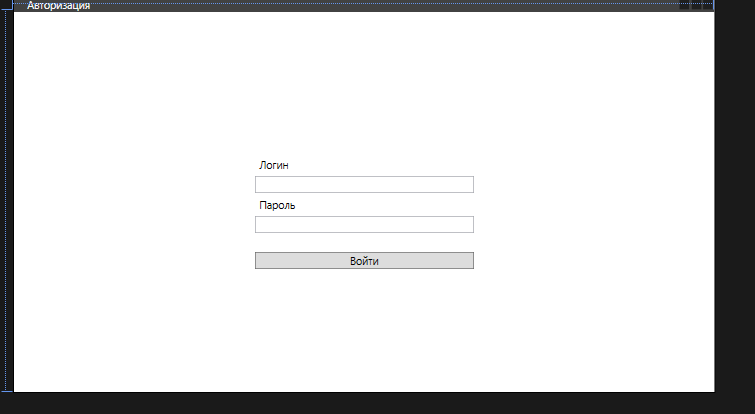 Авторизация
Логин
Пароль
Войти